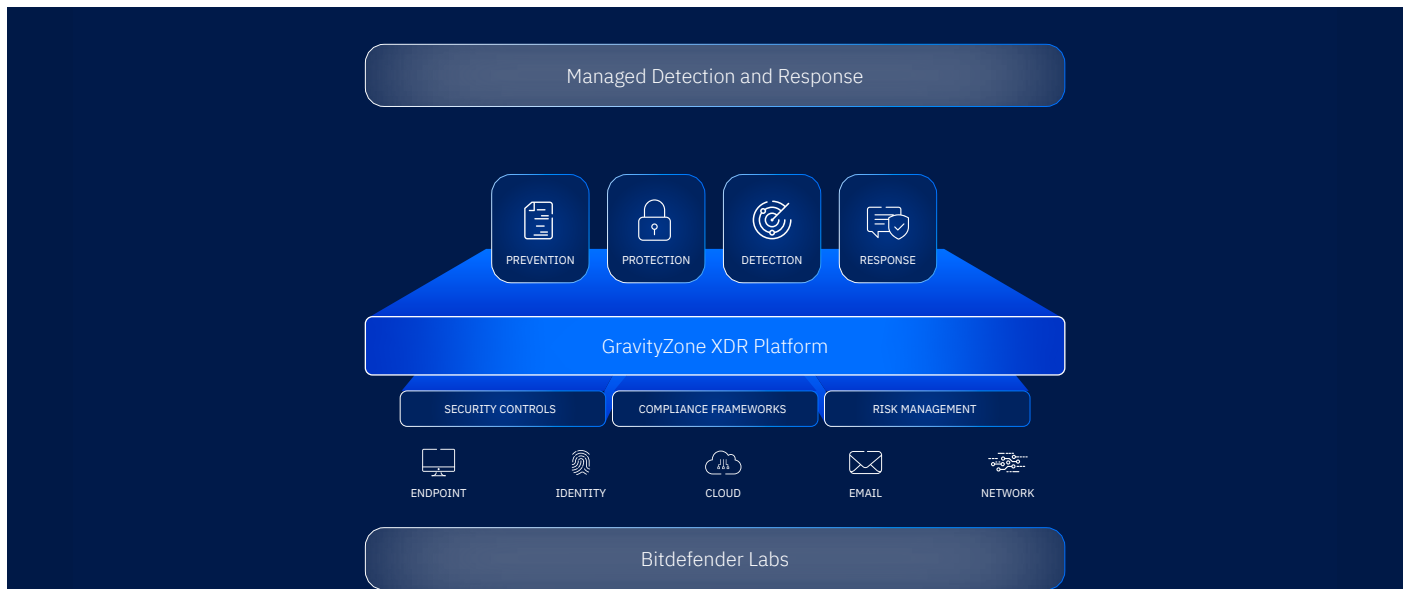 Managed Detection and Response
PREVENTION
PROTECTION
DETECTION
RESPONSE
GravityZone XDR Platform
SECURITY CONTROLS
COMPLIANCE FRAMEWORKS
RISK MANAGEMENT
ENDPOINT
IDENTITY
CLOUD
EMAIL
NETWORK
Bitdefender Labs